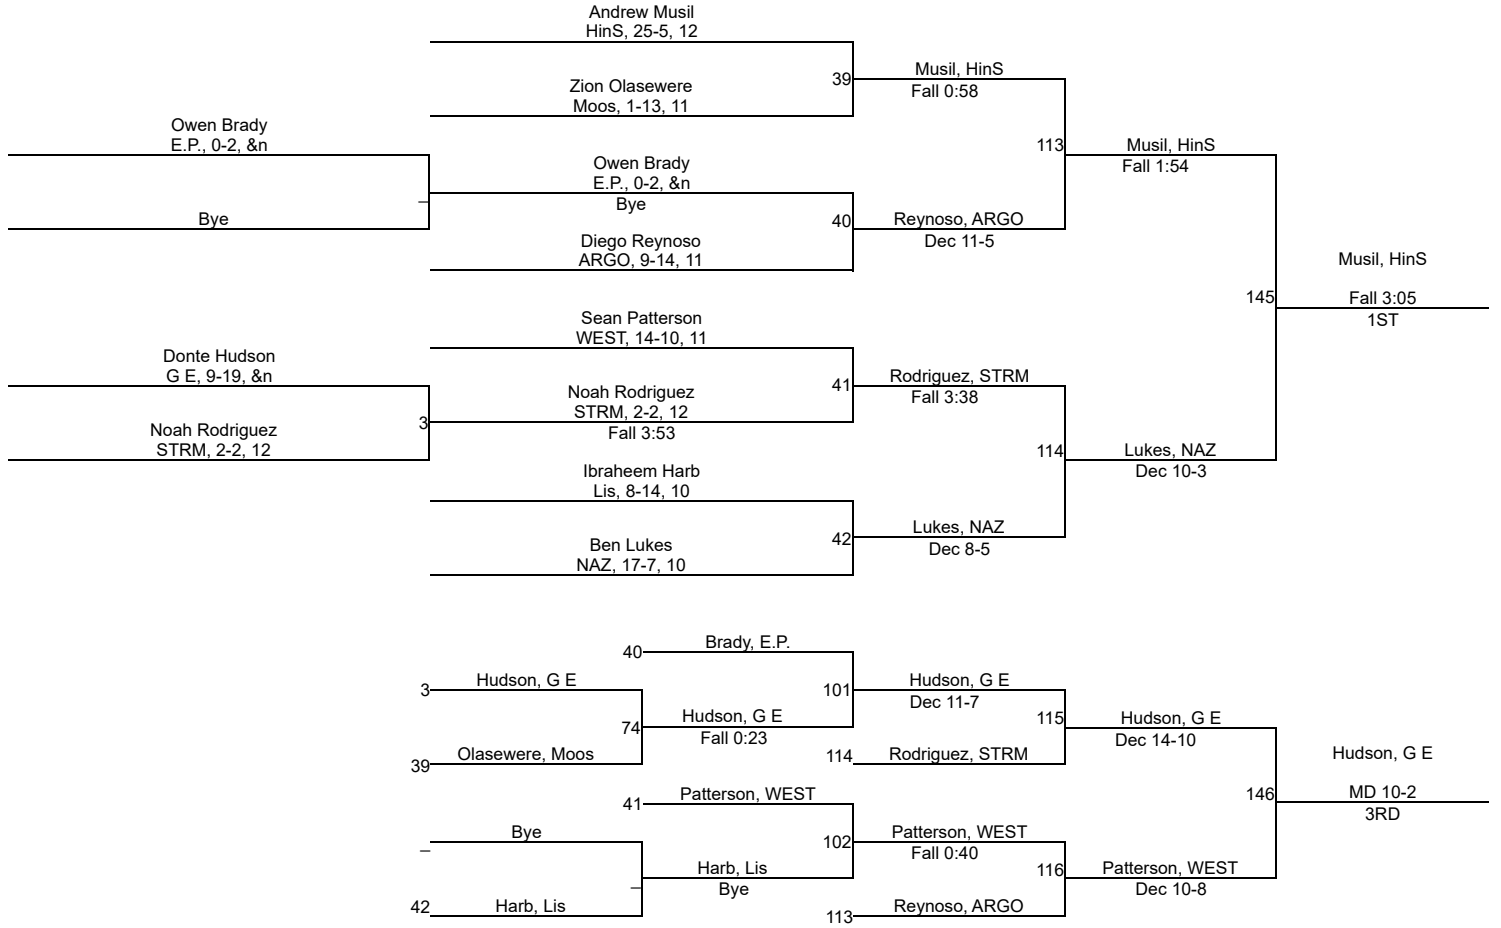 Andrew Musil
HinS, 25-5, 12
39
Musil, HinS
Fall 0:58
Zion Olasewere
Moos, 1-13, 11
Owen Brady
E.P., 0-2, &n
113
Musil, HinS
Fall 1:54
Owen Brady
E.P., 0-2, &n
Bye
_
Bye
40
Reynoso, ARGO
Dec 11-5
Diego Reynoso
ARGO, 9-14, 11
Musil, HinS
145
Fall 3:05
1ST
Sean Patterson
WEST, 14-10, 11
Donte Hudson
G E, 9-19, &n
41
Rodriguez, STRM
Fall 3:38
Noah Rodriguez
STRM, 2-2, 12
Fall 3:53
3
Noah Rodriguez
STRM, 2-2, 12
114
Lukes, NAZ
Dec 10-3
Ibraheem Harb
Lis, 8-14, 10
42
Lukes, NAZ
Dec 8-5
Ben Lukes
NAZ, 17-7, 10
40
Brady, E.P.
3
Hudson, G E
101
Hudson, G E
Dec 11-7
74
Hudson, G E
Fall 0:23
115
Hudson, G E
Dec 14-10
39
Olasewere, Moos
114
Rodriguez, STRM
Hudson, G E
146
MD 10-2
3RD
41
Patterson, WEST
_
Bye
102
Patterson, WEST
Fall 0:40
_
Harb, Lis
Bye
116
Patterson, WEST
Dec 10-8
42
Harb, Lis
113
Reynoso, ARGO